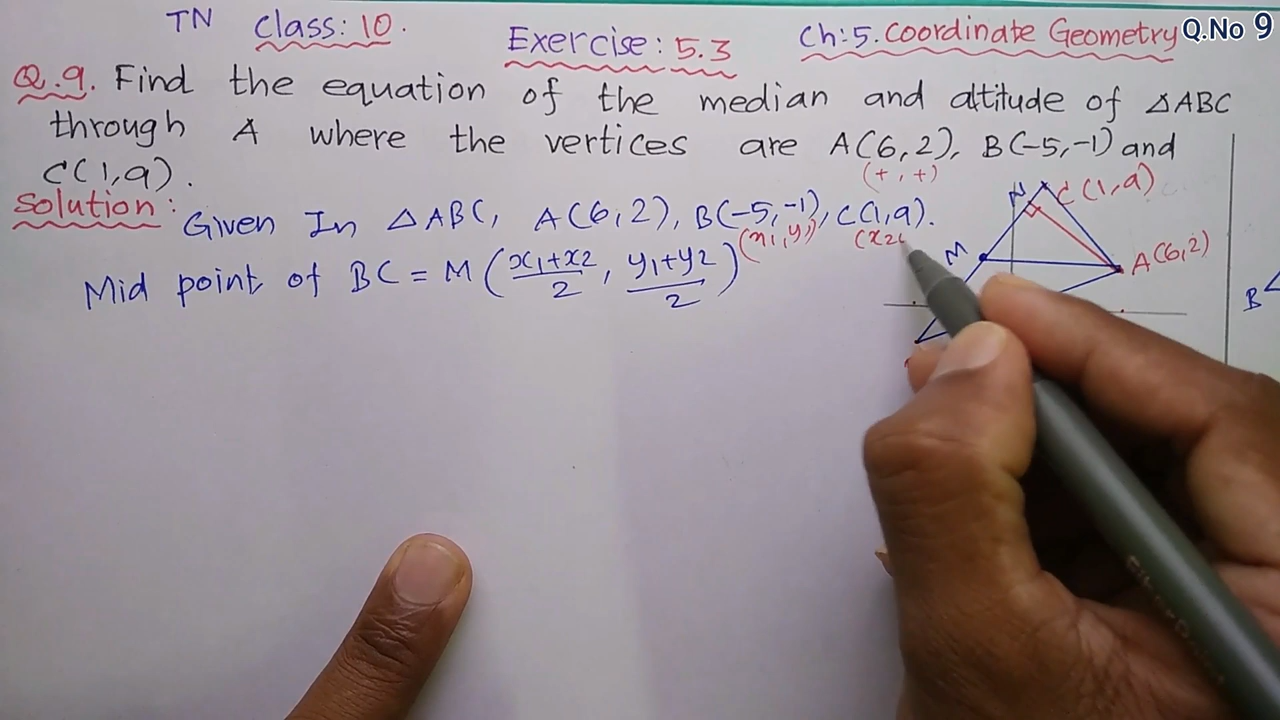 TN Class: 10. Exercise: 5.3 Ch:5. Coordinate Geometry Q.No 9
Q.9. Find the equation of the median and altitude of △ABC
through A where the vertices are A(6,2), B(-5,-1) and
C(1,9).
(+,+)
Solution: Given In △ABC, A(6,2), B(-5,-1), C(1,9).
(x1,y1) (x2
Mid point of BC = M (x1+x2/2, y1+y2/2)
N C(1,9)
M A(6,2)
B